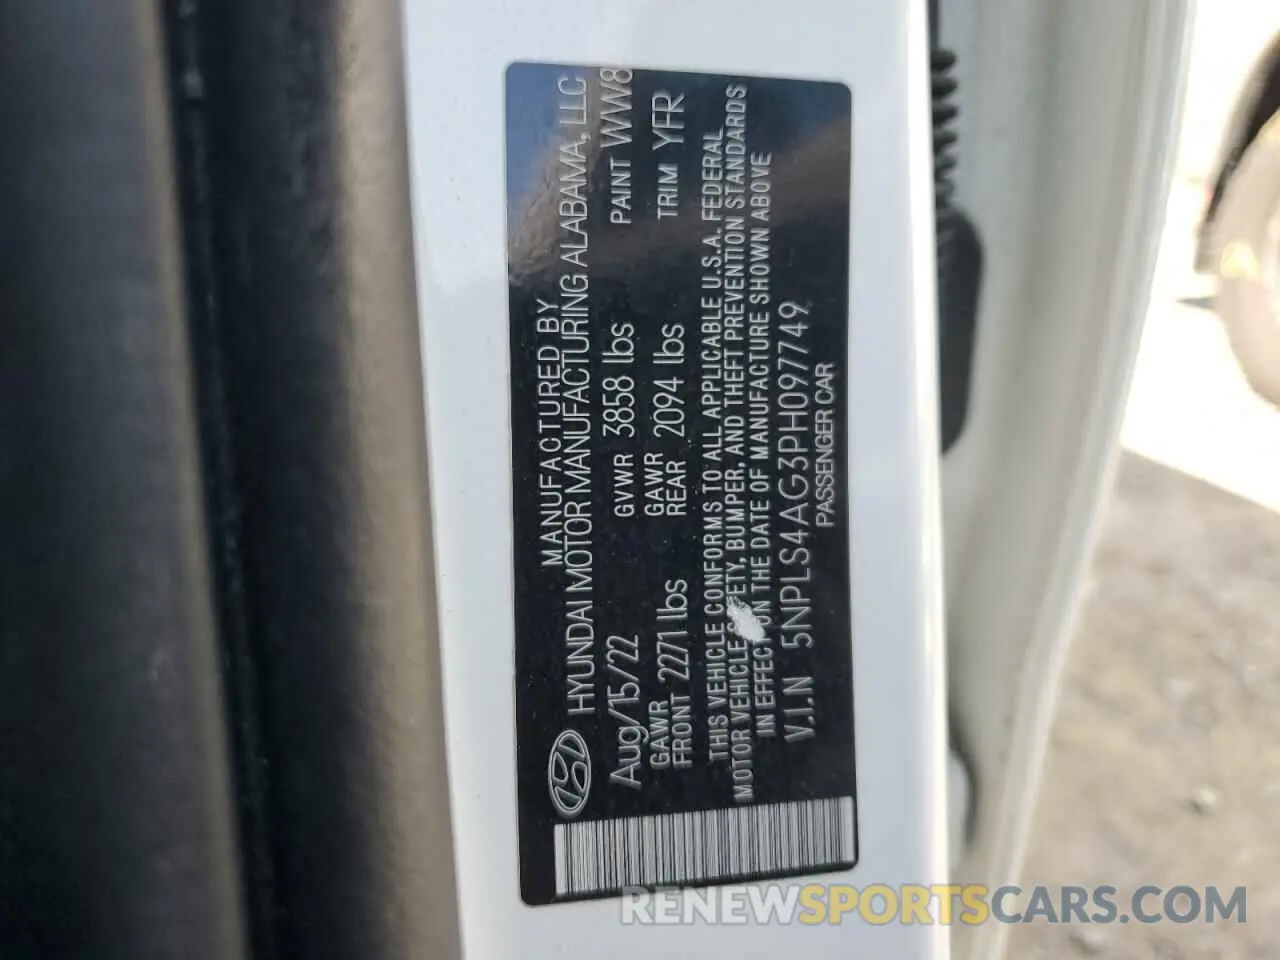 MANUFACTURED BY
HYUNDAI MOTOR MANUFACTURING ALABAMA, LLC
Aug/15/22 GVWR 3858 lbs PAINT WW8
GAWR FRONT 2271 lbs GAWR REAR 2094 lbs TRIM YFR
THIS VEHICLE CONFORMS TO ALL APPLICABLE U.S.A. FEDERAL
MOTOR VEHICLE BUMPER, AND THEFT PREVENTION STANDARDS
IN EFFECT ON THE DATE OF MANUFACTURE SHOWN ABOVE
V.I.N 5NPLS4AG3PH097749
PASSENGER CAR
RENEWSPORTSCARS.COM